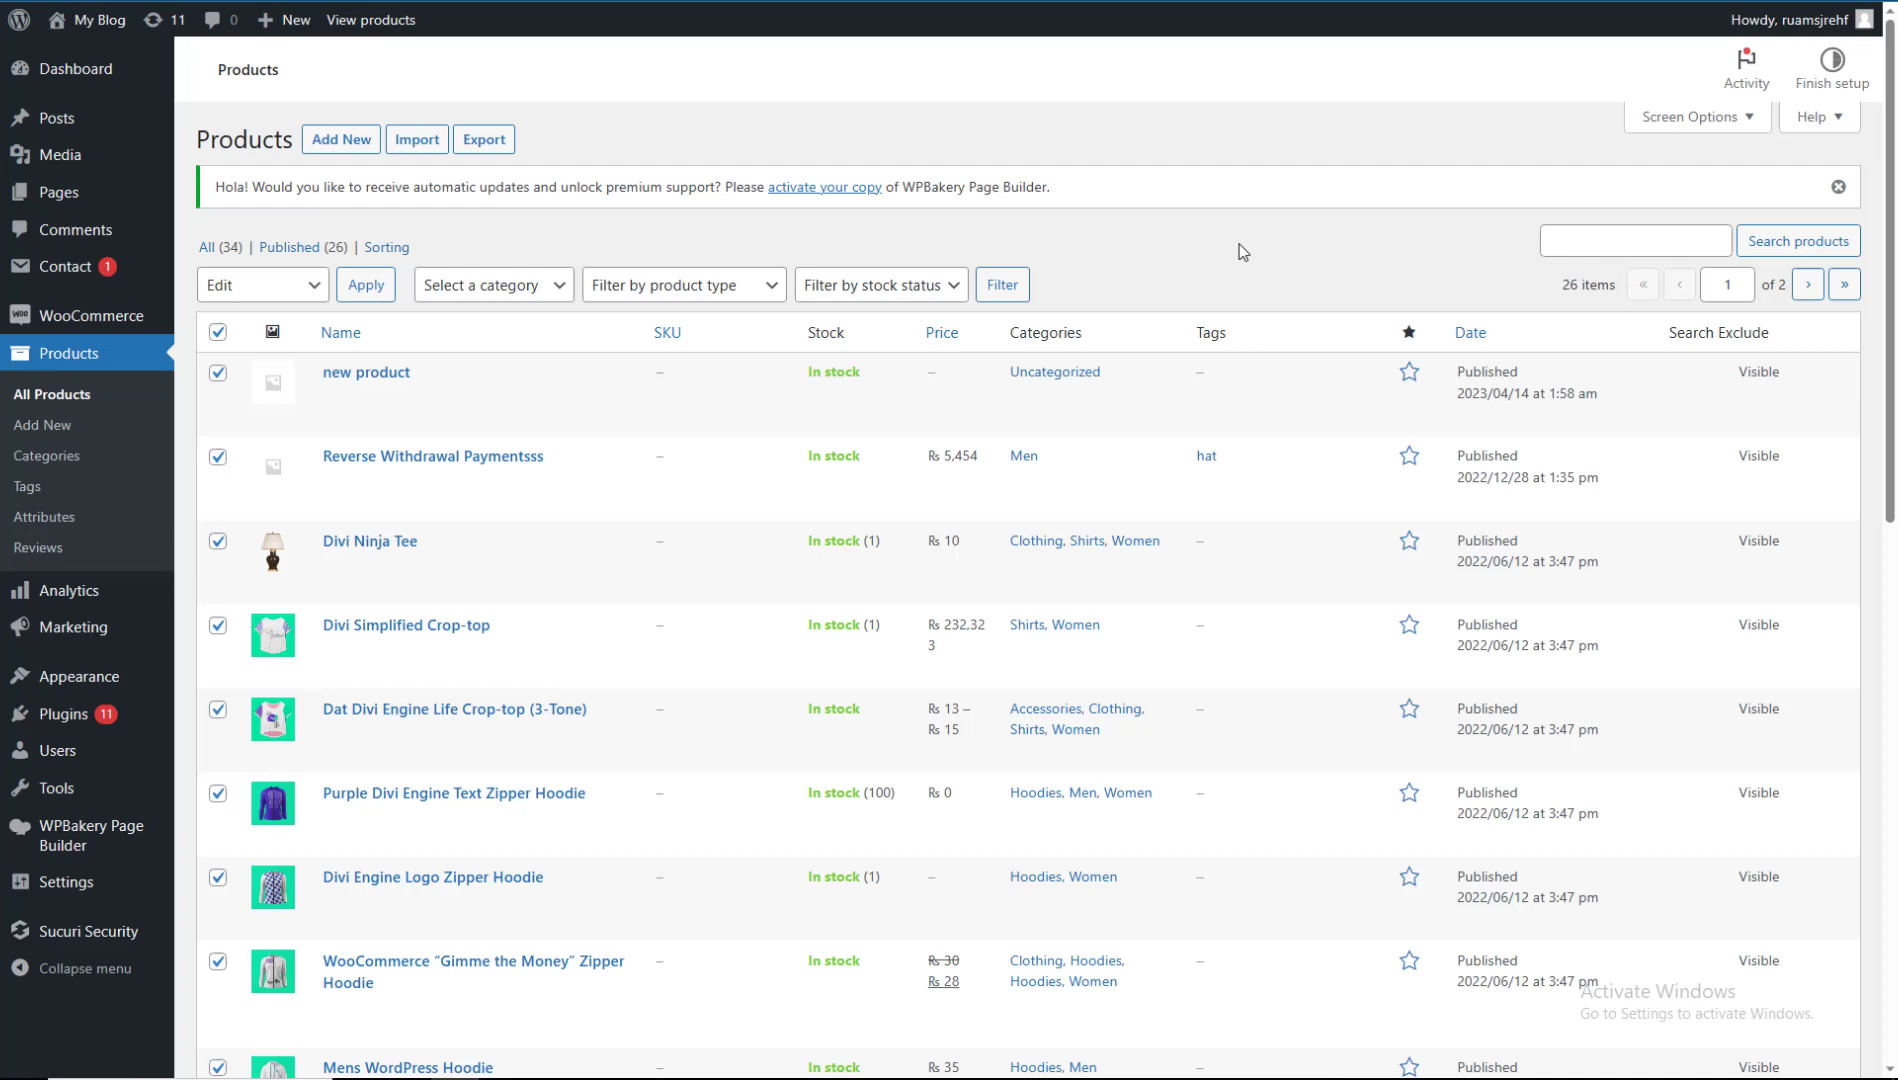 My Blog 11 0 New View products Howdy, ruamsjrehf
Products
Activity
Finish setup
Dashboard
Posts
Media
Pages
Comments
Contact 1
WOO WooCommerce
Products
All Products
Add New
Categories
Tags
Attributes
Reviews
Analytics
Marketing
Appearance
Plugins 11
Users
Tools
WPBakery Page
Builder
Settings
Sucuri Security
Collapse menu
Screen Options ▼ Help ▼
Products Add New Import Export
Hola! Would you like to receive automatic updates and unlock premium support? Please activate your copy of WPBakery Page Builder.
All (34) | Published (26) | Sorting
Search products
Edit Apply Select a category Filter by product type Filter by stock status Filter
26 items « ‹ 1 of 2 › »
Name SKU Stock Price Categories Tags ★ Date Search Exclude
new product – In stock – Uncategorized – Published Visible
2023/04/14 at 1:58 am
Reverse Withdrawal Paymentsss – In stock ₨ 5,454 Men hat Published Visible
2022/12/28 at 1:35 pm
Divi Ninja Tee – In stock (1) ₨ 10 Clothing, Shirts, Women – Published Visible
2022/06/12 at 3:47 pm
Divi Simplified Crop-top – In stock (1) ₨ 232,32 Shirts, Women – Published Visible
3 2022/06/12 at 3:47 pm
Dat Divi Engine Life Crop-top (3-Tone) – In stock ₨ 13 – Accessories, Clothing, – Published Visible
₨ 15 Shirts, Women 2022/06/12 at 3:47 pm
Purple Divi Engine Text Zipper Hoodie – In stock (100) ₨ 0 Hoodies, Men, Women – Published Visible
2022/06/12 at 3:47 pm
Divi Engine Logo Zipper Hoodie – In stock (1) – Hoodies, Women – Published Visible
2022/06/12 at 3:47 pm
WooCommerce “Gimme the Money” Zipper – In stock ₨ 30 Clothing, Hoodies, – Published Visible
Hoodie ₨ 28 Hoodies, Women 2022/06/12 at 3:47 pm
Mens WordPress Hoodie – In stock ₨ 35 Hoodies, Men – Published Visible
Activate Windows
Go to Settings to activate Windows.